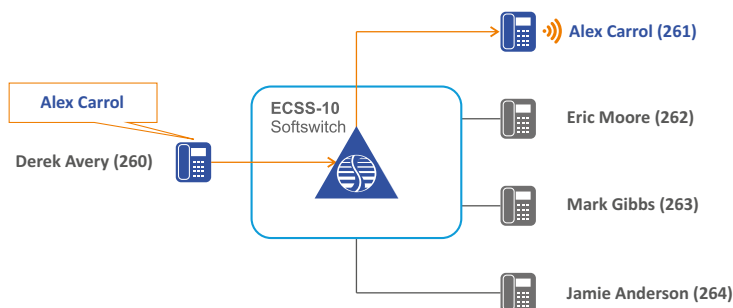 Alex Carrol (261)
ECSS-10
Softswitch
Alex Carrol
Eric Moore (262)
Derek Avery (260)
Mark Gibbs (263)
Jamie Anderson (264)